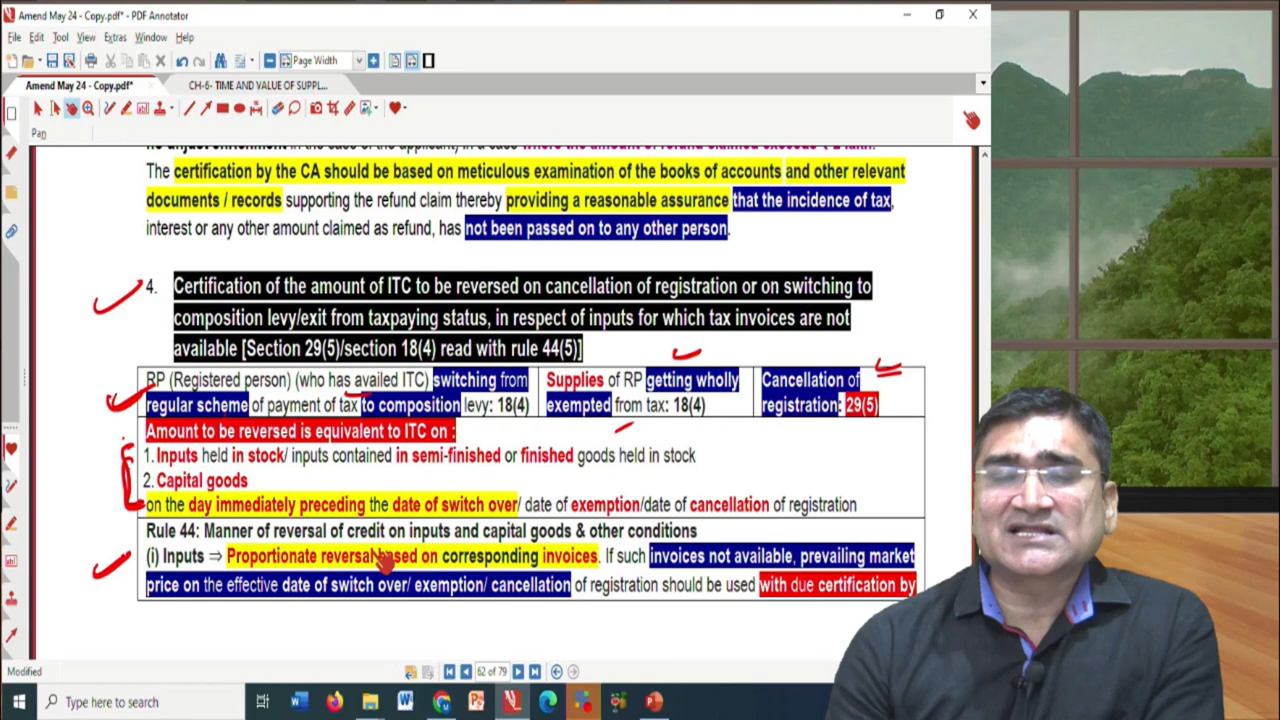 Amend May 24 - Copy.pdf* - PDF Annotator
File Edit Tool View Extras Window Help
Page Width
Amend May 24 - Copy.pdf* CH-6- TIME AND VALUE OF SUPPL...
Pan
The certification by the CA should be based on meticulous examination of the books of accounts and other relevant
documents / records supporting the refund claim thereby providing a reasonable assurance that the incidence of tax,
interest or any other amount claimed as refund, has not been passed on to any other person.
4. Certification of the amount of ITC to be reversed on cancellation of registration or on switching to
composition levy/exit from taxpaying status, in respect of inputs for which tax invoices are not
available [Section 29(5)/section 18(4) read with rule 44(5)]
RP (Registered person) (who has availed ITC) switching from
regular scheme of payment of tax to composition levy: 18(4)
Supplies of RP getting wholly
exempted from tax: 18(4)
Cancellation of
registration: 29(5)
Amount to be reversed is equivalent to ITC on :
1. Inputs held in stock/ inputs contained in semi-finished or finished goods held in stock
2. Capital goods
on the day immediately preceding the date of switch over/ date of exemption/date of cancellation of registration
Rule 44: Manner of reversal of credit on inputs and capital goods & other conditions
(i) Inputs ⇒ Proportionate reversal based on corresponding invoices. If such invoices not available, prevailing market
price on the effective date of switch over/ exemption/ cancellation of registration should be used with due certification by
Modified
62 of 79
Type here to search